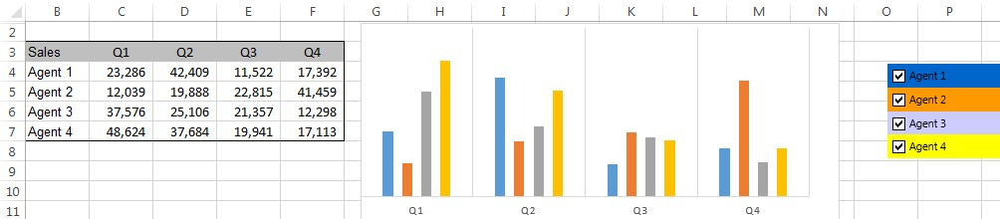 B C D E F G H I J K L M N O P
2
3 Sales Q1 Q2 Q3 Q4
4 Agent 1 23,286 42,409 11,522 17,392 Agent 1
5 Agent 2 12,039 19,888 22,815 41,459 Agent 2
6 Agent 3 37,576 25,106 21,357 12,298 Agent 3
7 Agent 4 48,624 37,684 19,941 17,113 Agent 4
8
9
10
11 Q1 Q2 Q3 Q4